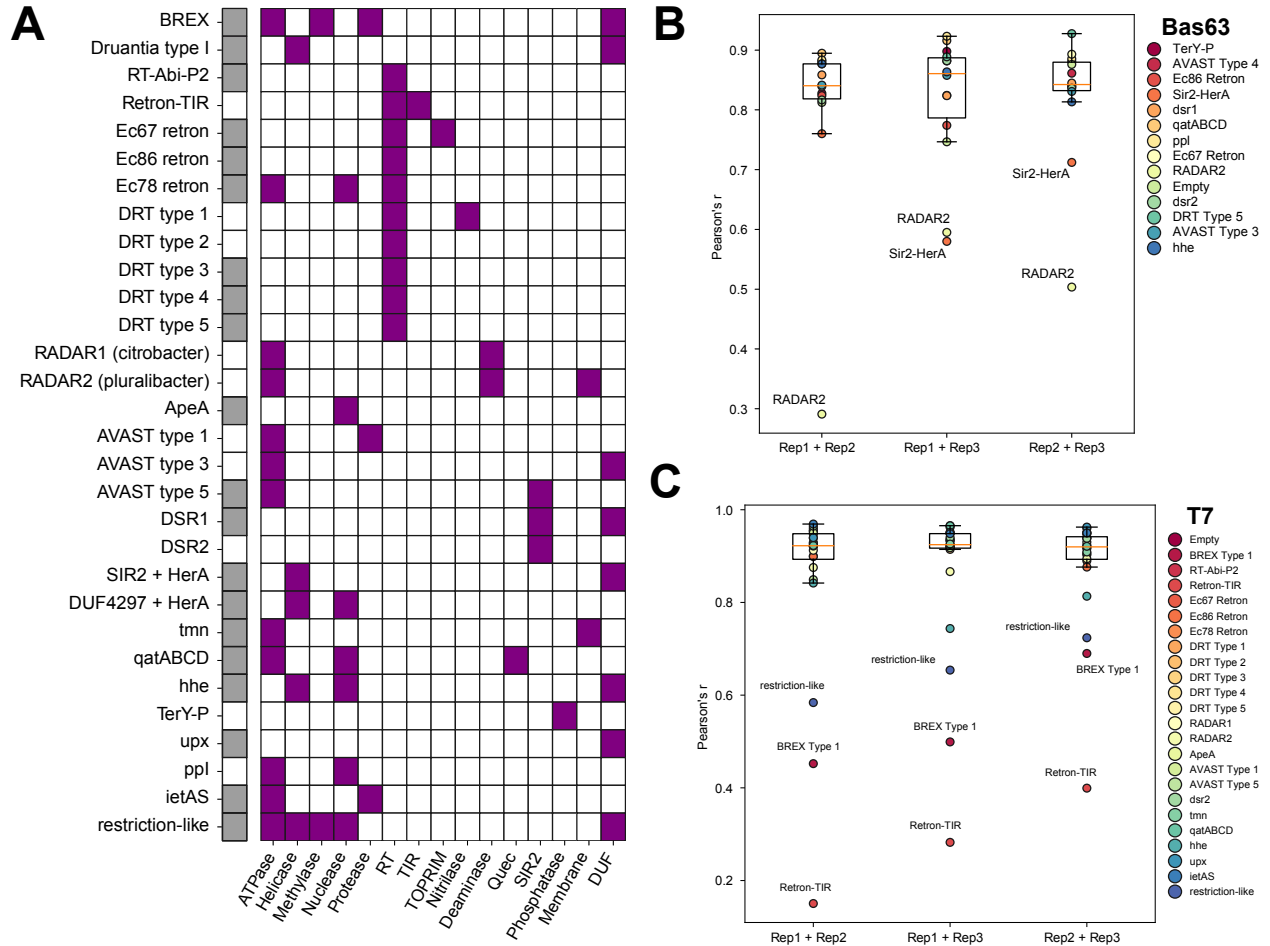 A
BREX
Druantia type I
RT-Abi-P2
Retron-TIR
Ec67 retron
Ec86 retron
Ec78 retron
DRT type 1
DRT type 2
DRT type 3
DRT type 4
DRT type 5
RADAR1 (citrobacter)
RADAR2 (pluralibacter)
ApeA
AVAST type 1
AVAST type 3
AVAST type 5
DSR1
DSR2
SIR2 + HerA
DUF4297 + HerA
tmn
qatABCD
hhe
TerY-P
upx
ppl
ietAS
restriction-like
ATPase
Helicase
Methylase
Nuclease
Protease
RT
TIR
TOPRIM
Nitrilase
Deaminase
Quec
SIR2
Phosphatase
Membrane
DUF
B
Pearson's r
0.9
0.8
0.7
0.6
0.5
0.4
0.3
RADAR2
RADAR2
Sir2-HerA
Sir2-HerA
RADAR2
Rep1 + Rep2
Rep1 + Rep3
Rep2 + Rep3
Bas63
TerY-P
AVAST Type 4
Ec86 Retron
Sir2-HerA
dsr1
qatABCD
ppl
Ec67 Retron
RADAR2
Empty
dsr2
DRT Type 5
AVAST Type 3
hhe
C
Pearson's r
1.0
0.8
0.6
0.4
0.2
restriction-like
BREX Type 1
Retron-TIR
restriction-like
BREX Type 1
Retron-TIR
restriction-like
BREX Type 1
Retron-TIR
Rep1 + Rep2
Rep1 + Rep3
Rep2 + Rep3
T7
Empty
BREX Type 1
RT-Abi-P2
Retron-TIR
Ec67 Retron
Ec86 Retron
Ec78 Retron
DRT Type 1
DRT Type 2
DRT Type 3
DRT Type 4
DRT Type 5
RADAR1
RADAR2
ApeA
AVAST Type 1
AVAST Type 5
dsr2
tmn
qatABCD
hhe
upx
ietAS
restriction-like